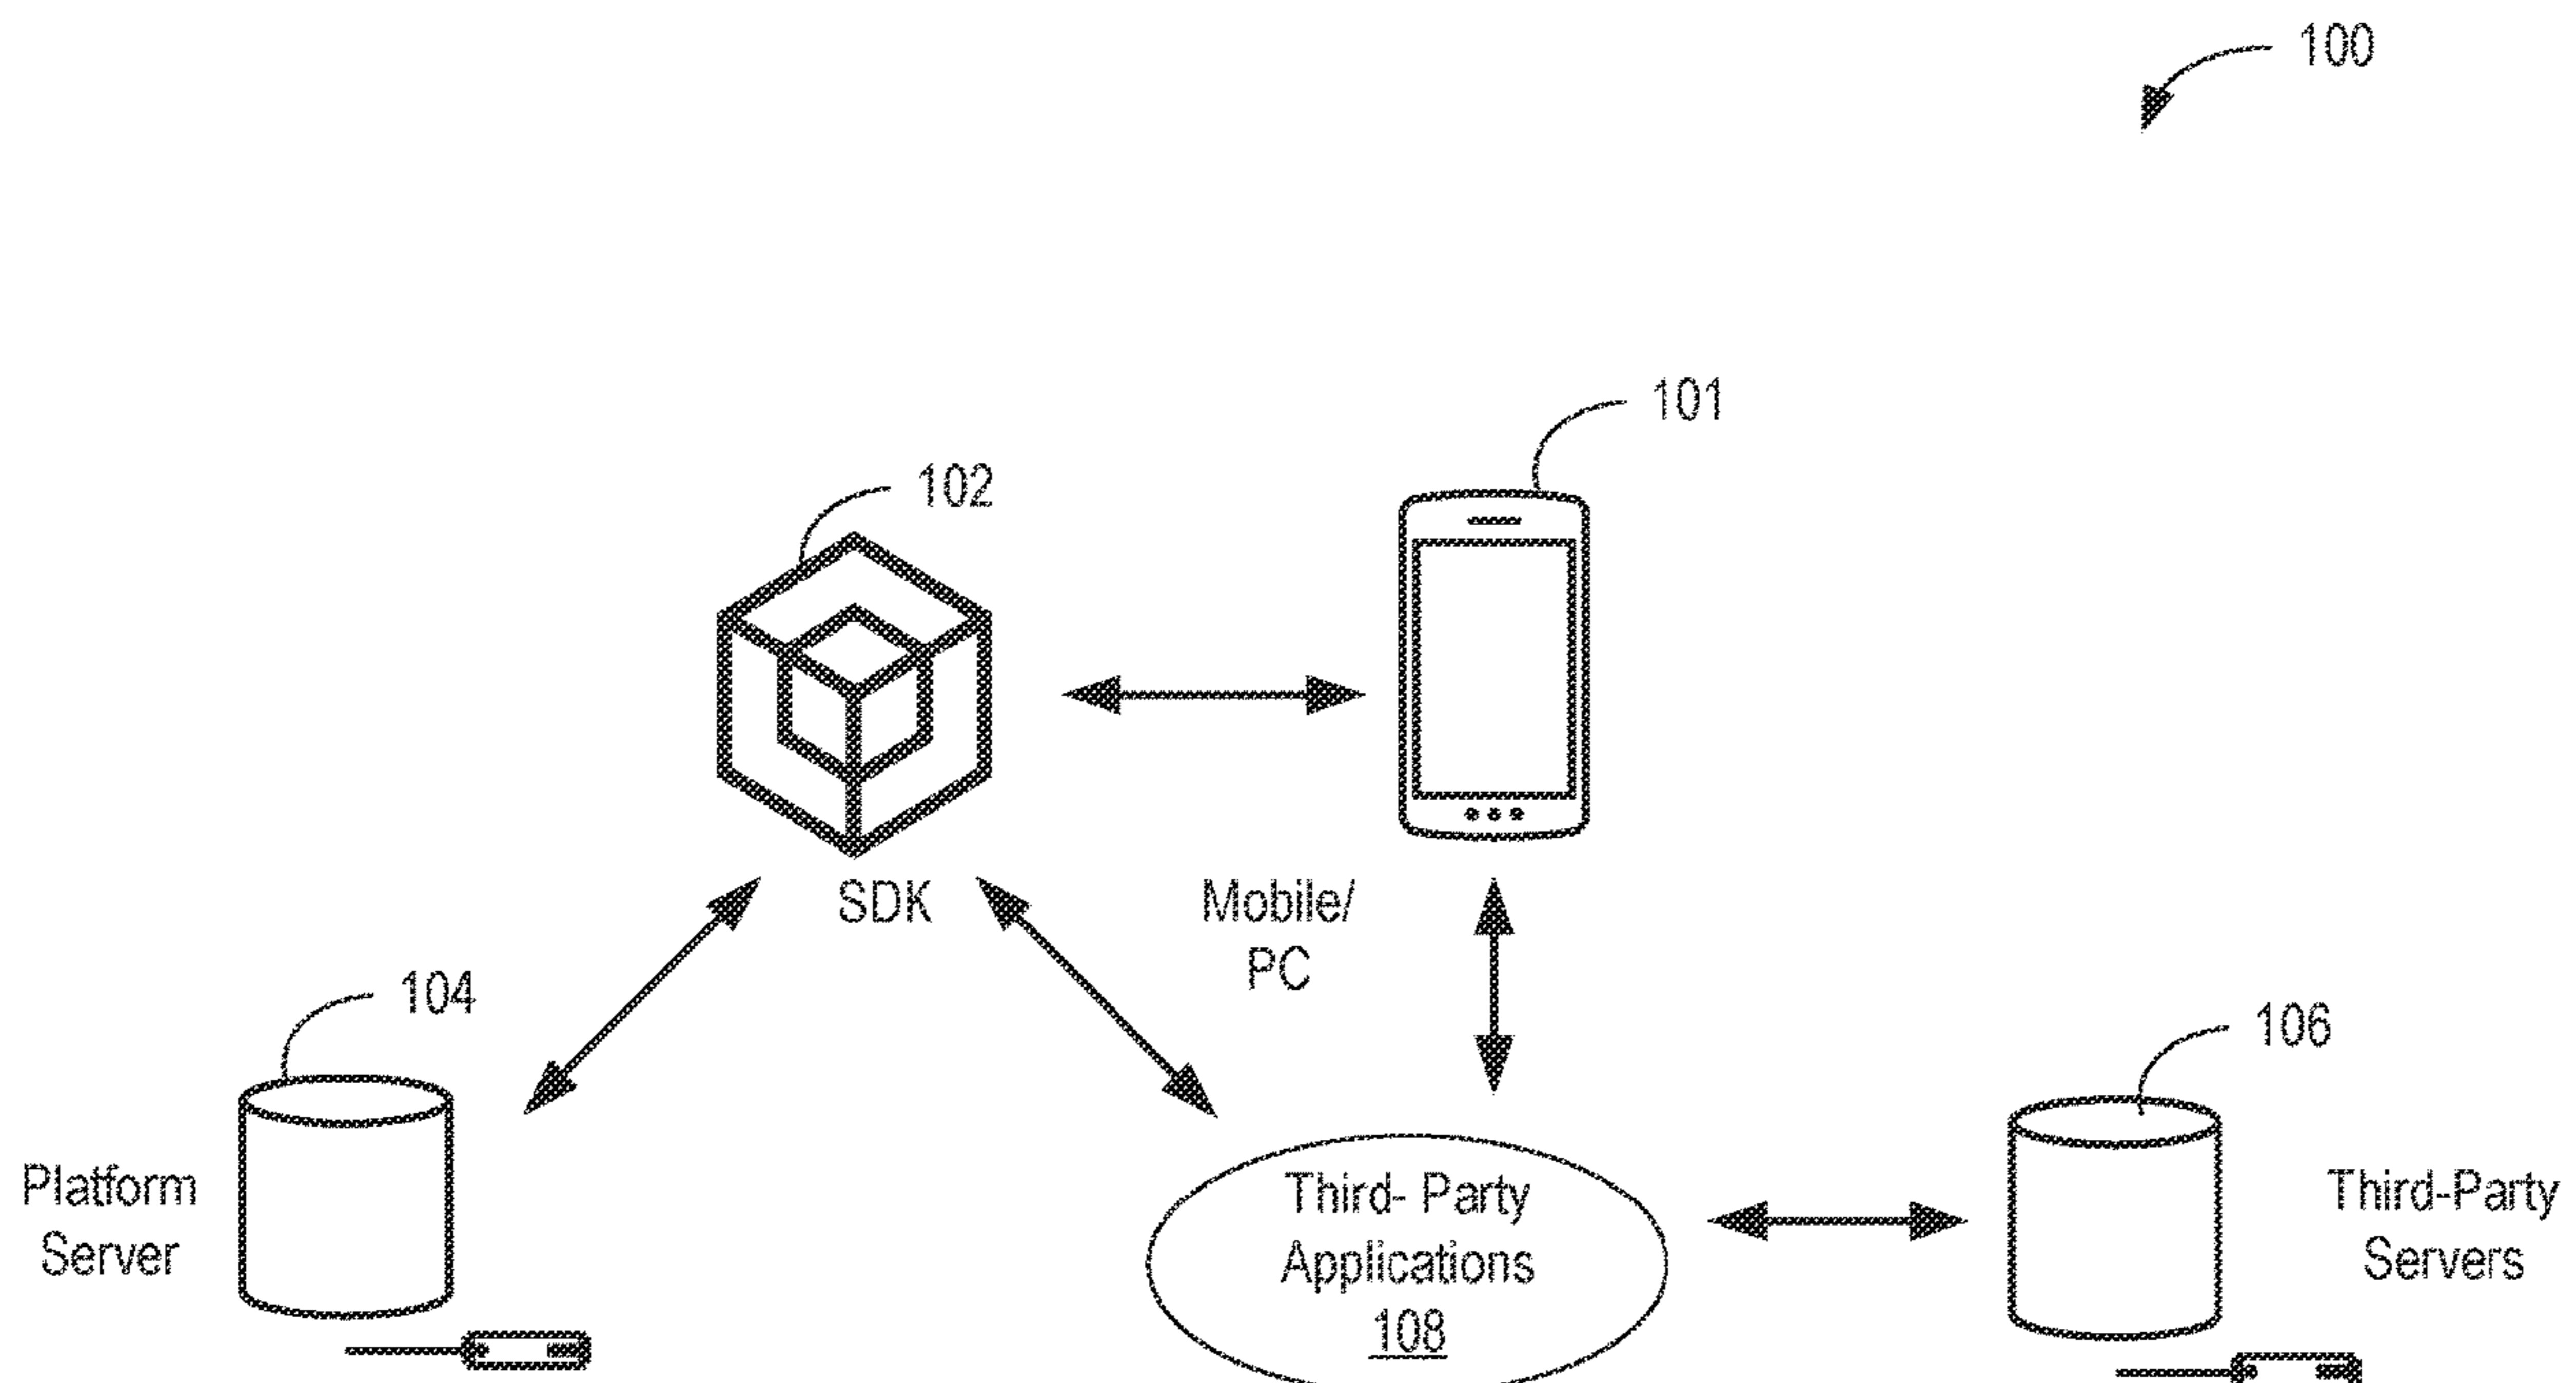 100
101
102
SDK
Mobile/
PC
104
106
Platform
Server
Third- Party
Applications
108
Third-Party
Servers